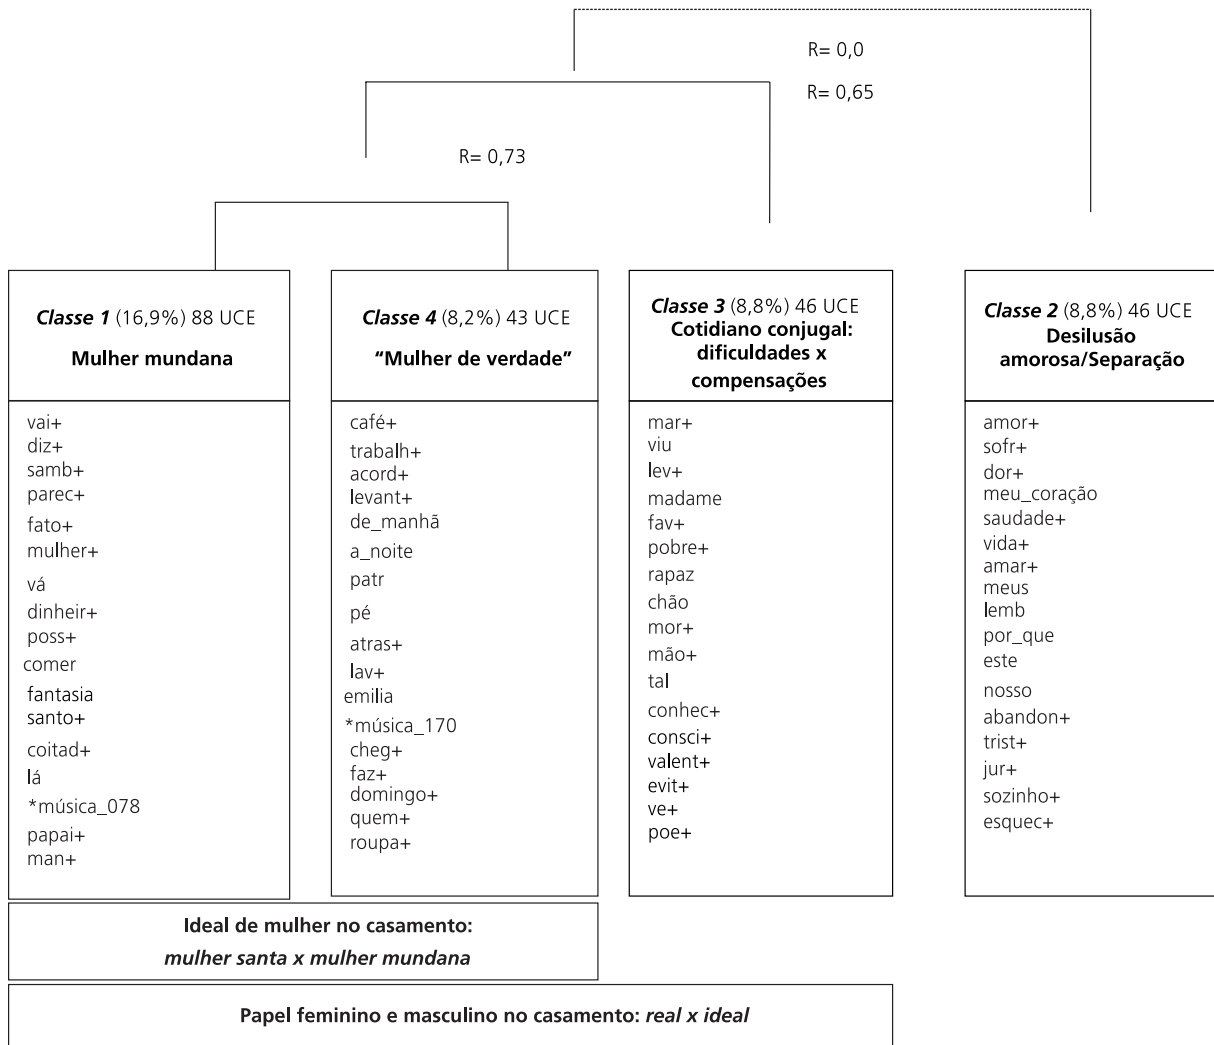 R= 0,0
R= 0,65
R= 0,73
Classe 1 (16,9%) 88 UCE
Mulher mundana
vai+
diz+
samb+
parec+
fato+
mulher+
vá
dinheir+
poss+
comer
fantasia
santo+
coitad+
lá
*música_078
papai+
man+
Classe 4 (8,2%) 43 UCE
“Mulher de verdade”
café+
trabalh+
acord+
levant+
de_manhã
a_noite
patr
pé
atras+
lav+
emilia
*música_170
cheg+
faz+
domingo+
quem+
roupa+
Classe 3 (8,8%) 46 UCE
Cotidiano conjugal:
dificuldades x
compensações
mar+
viu
lev+
madame
fav+
pobre+
rapaz
chão
mor+
mão+
tal
conhec+
consci+
valent+
evit+
ve+
poe+
Classe 2 (8,8%) 46 UCE
Desilusão
amorosa/Separação
amor+
sofr+
dor+
meu_coração
saudade+
vida+
amar+
meus
lemb
por_que
este
nosso
abandon+
trist+
jur+
sozinho+
esquec+
Ideal de mulher no casamento:
mulher santa x mulher mundana
Papel feminino e masculino no casamento: real x ideal